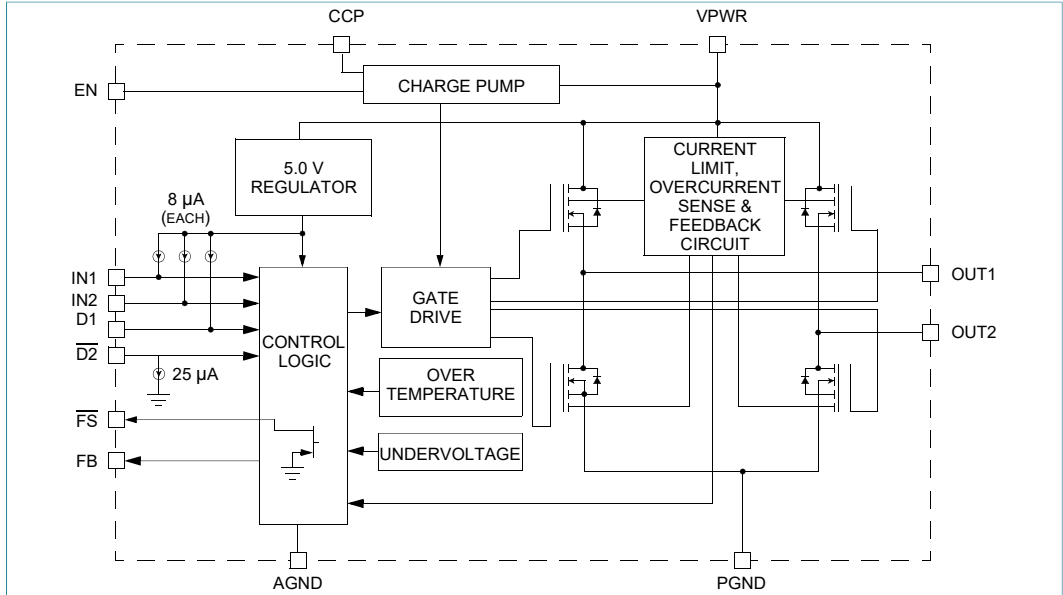 CCP
VPWR
EN
CHARGE PUMP
5.0 V
REGULATOR
CURRENT
LIMIT,
OVERCURRENT
SENSE &
FEEDBACK
CIRCUIT
8 µA
(EACH)
IN1
IN2
D1
D2
25 µA
FS
FB
CONTROL
LOGIC
GATE
DRIVE
OUT1
OUT2
OVER
TEMPERATURE
UNDERVOLTAGE
AGND
PGND